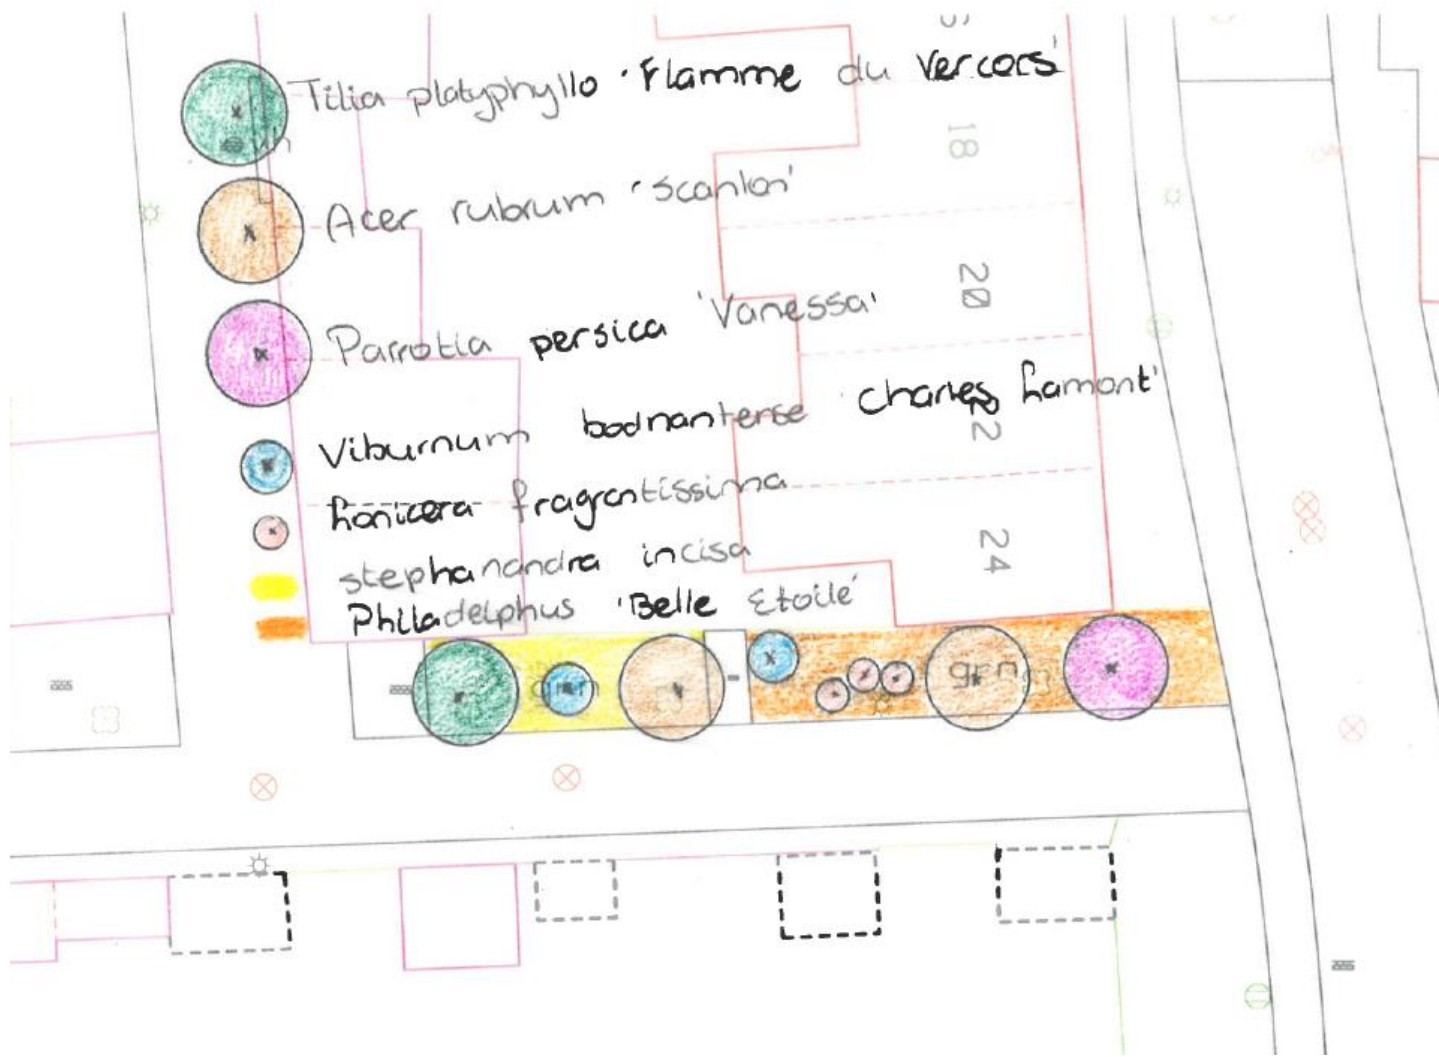 Tilia platyphyllo 'Flamme du Vercors'
18
Acer rubrum 'scanlon'
20
Parrotia persica 'Vanessa'
Viburnum bodnantense 'Charles Lamont'
22
Lonicera fragrantissima
24
stephanandra incisa
Philadelphus 'Belle Etoile'
grnm